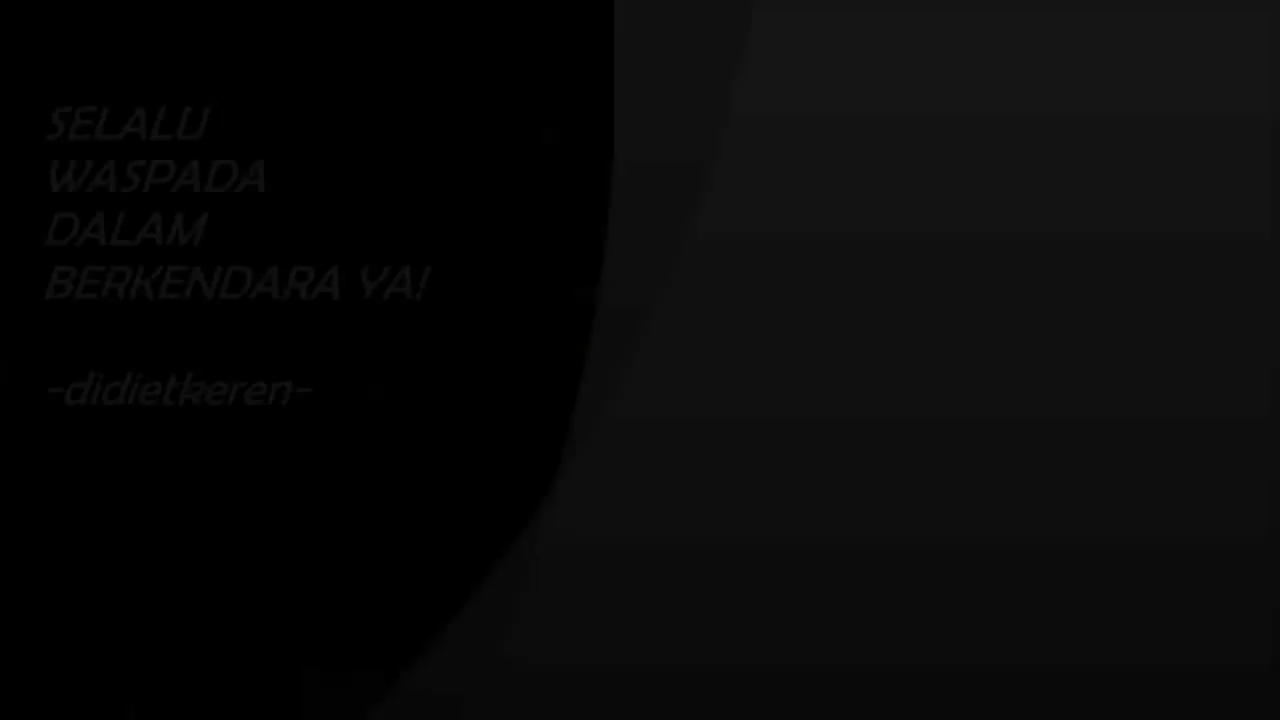 SELALU
WASPADA
DALAM
BERKENDARA YA!
-didietkeren-